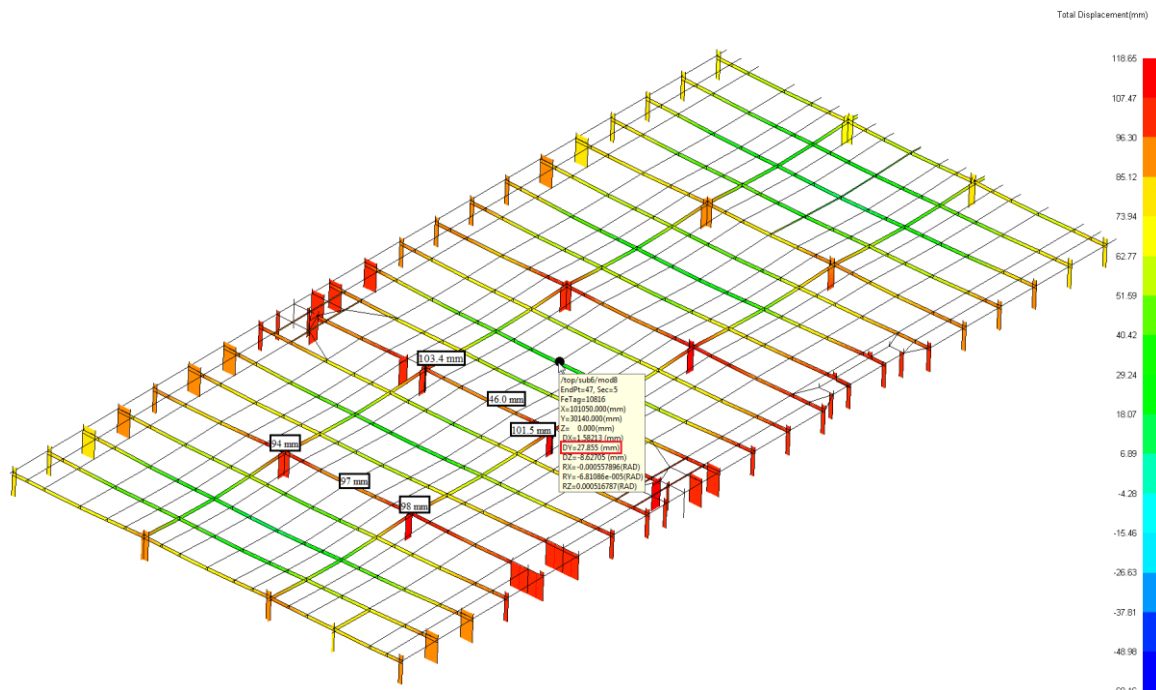 Total Displacement(mm)
118.65
107.47
96.30
85.12
73.94
62.77
51.59
40.42
29.24
18.07
6.89
-4.28
-15.46
-26.63
-37.81
-48.98
103.4 mm
46.0 mm
101.5 mm
94 mm
97 mm
98 mm
/top/sub6/mod8
EndPt=47, Sec=5
FeTag=10816
X=101050.000(mm)
Y=30140.000(mm)
Z= 0.000(mm)
DX=1.58213 (mm)
DY=27.855 (mm)
DZ=-8.62705 (mm)
RX=-0.000557896(RAD)
RY=-6.81086e-005(RAD)
RZ=0.000516787(RAD)